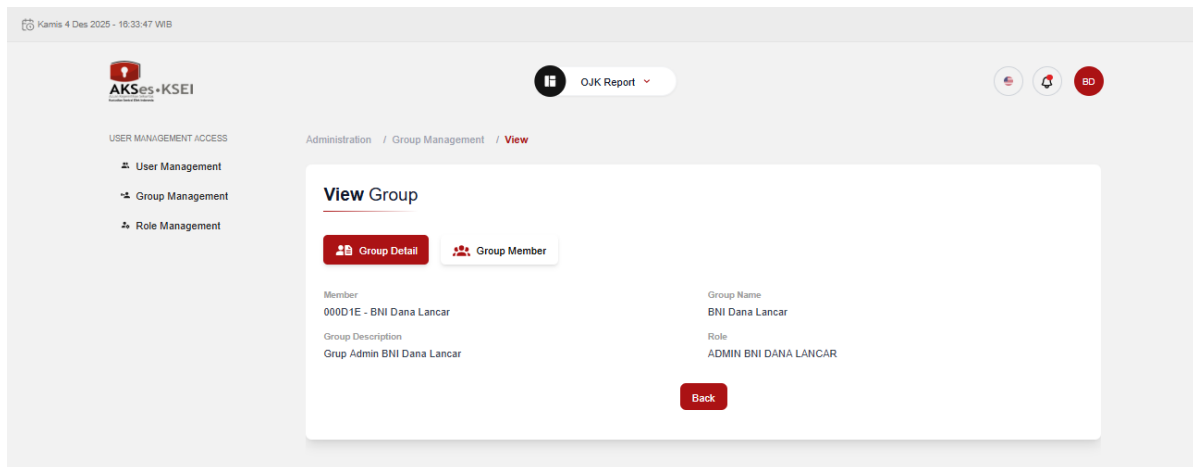 Kamis 4 Des 2025 - 16:33:47 WIB
AKSes•KSEI
OJK Report
BD
USER MANAGEMENT ACCESS
User Management
Group Management
Role Management
Administration / Group Management / View
View Group
Group Detail
Group Member
Member
000D1E - BNI Dana Lancar
Group Name
BNI Dana Lancar
Group Description
Grup Admin BNI Dana Lancar
Role
ADMIN BNI DANA LANCAR
Back